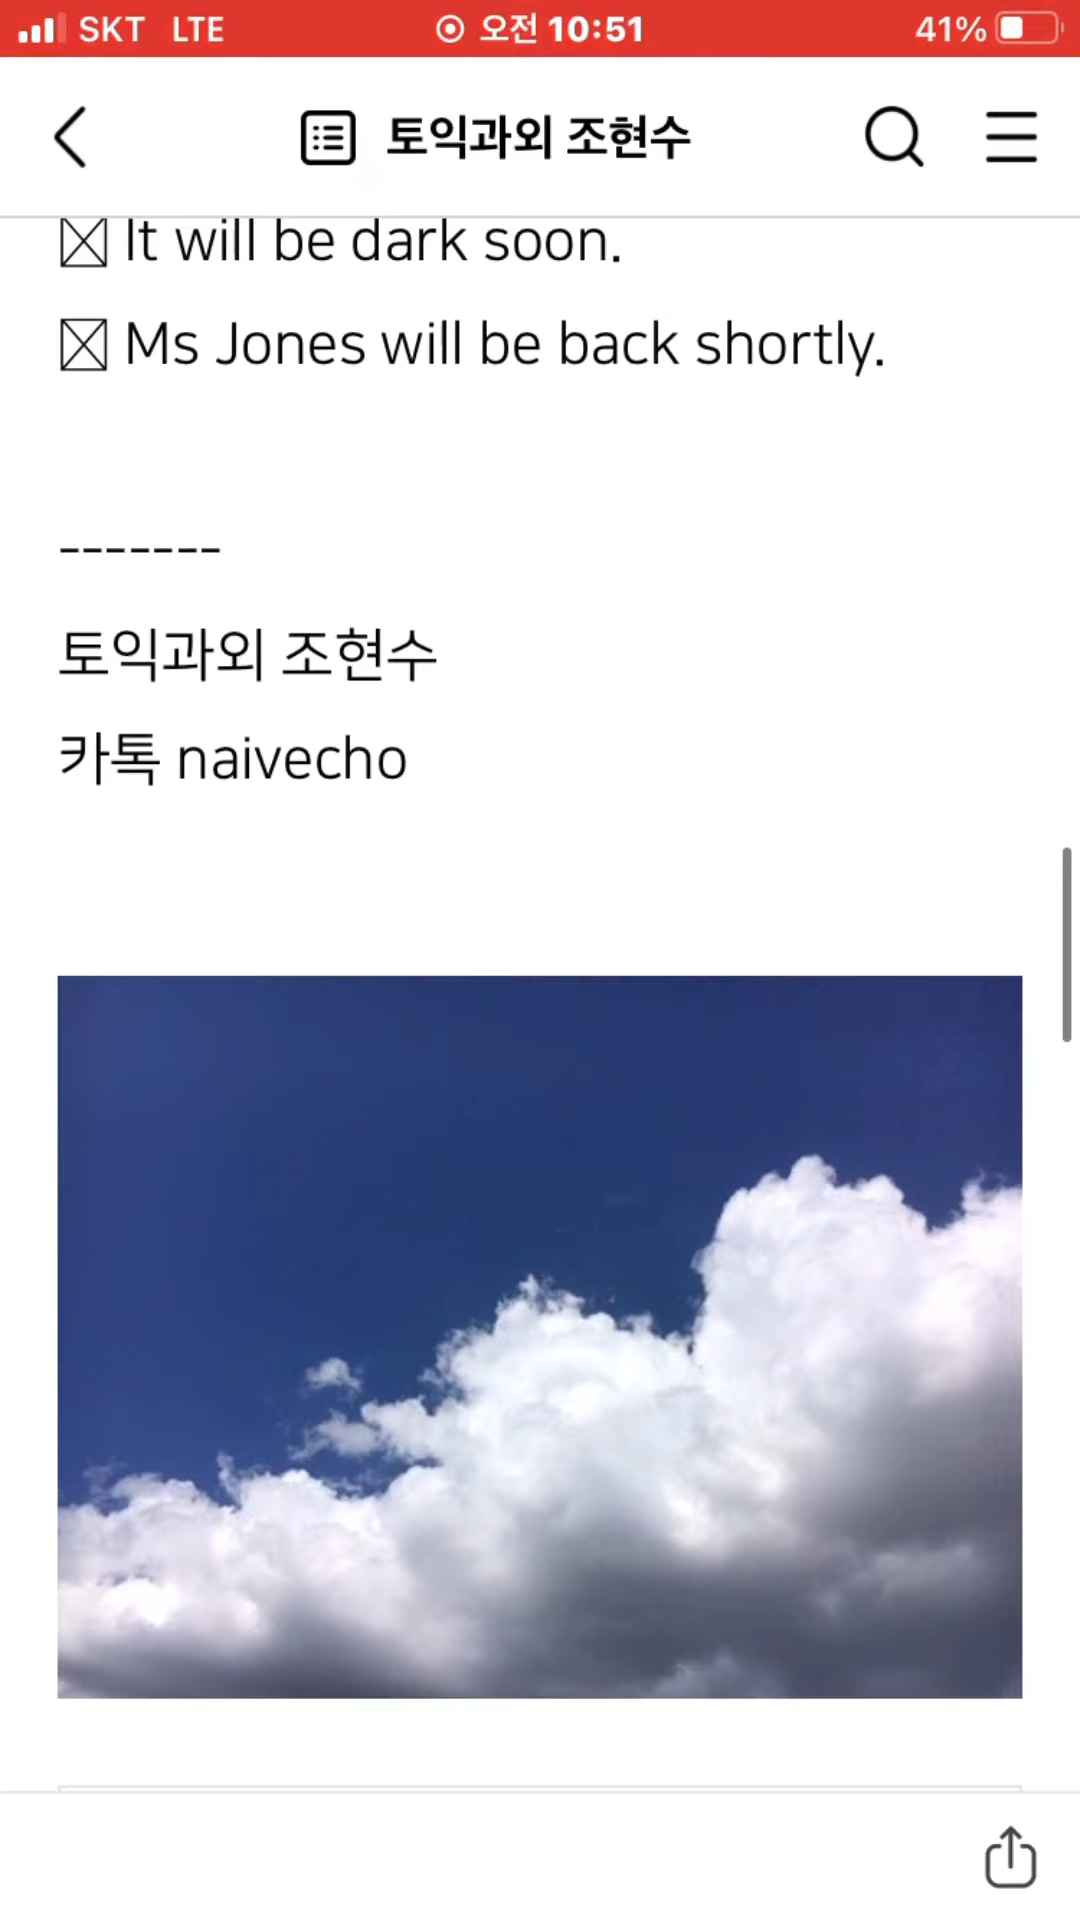 SKT LTE 오전 10:51 41%
토익과외 조현수
It will be dark soon.
Ms Jones will be back shortly.
-------
토익과외 조현수
카톡 naivecho